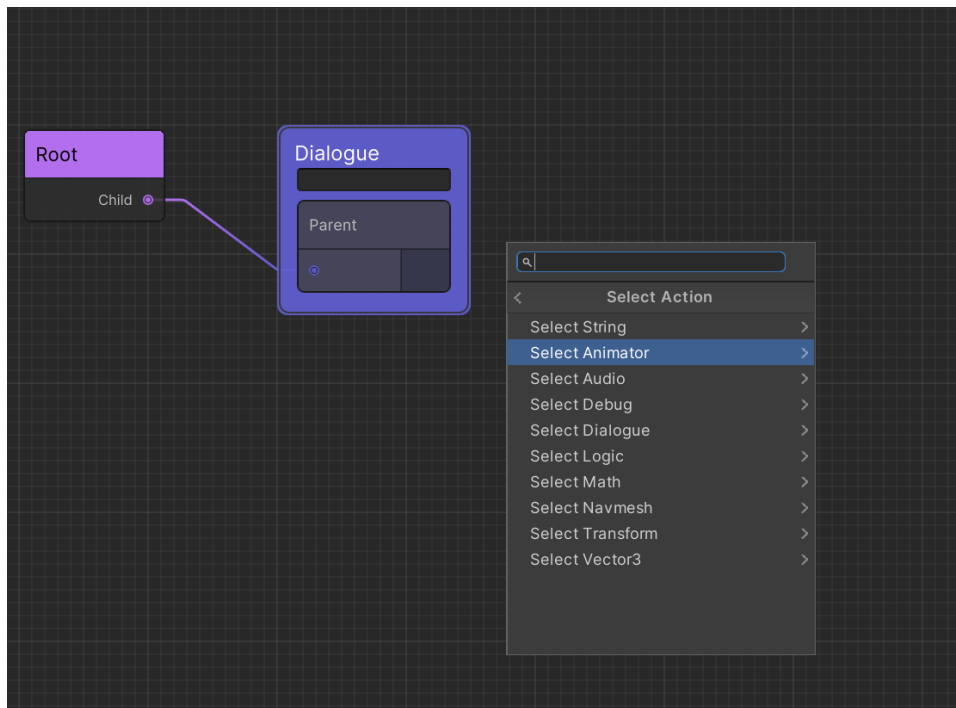 Root
Child
Dialogue
Parent
Select Action
Select String
Select Animator
Select Audio
Select Debug
Select Dialogue
Select Logic
Select Math
Select Navmesh
Select Transform
Select Vector3